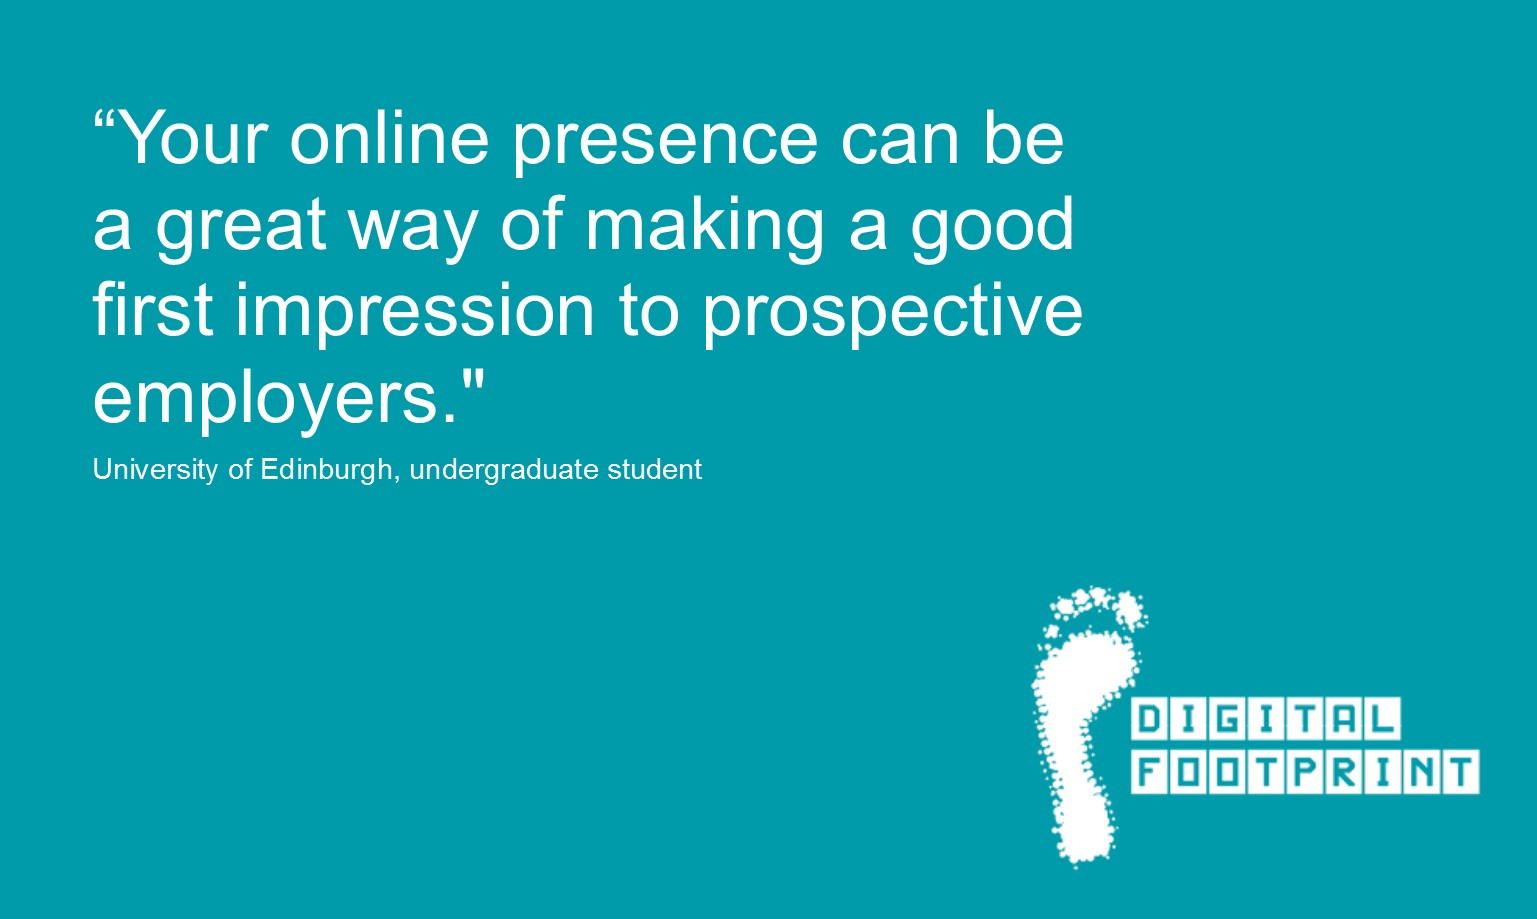 “Your online presence can be
a great way of making a good
first impression to prospective
employers."
University of Edinburgh, undergraduate student
DIGITAL
FOOTPRINT